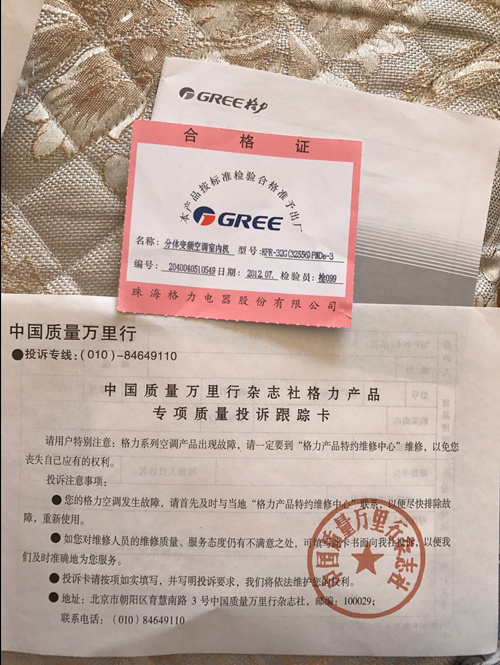 GREE格力
合格证
本产品按标准检验合格准予出厂
GREE
名称：分体变频空调室内机 型号：KFR-32G(32556)FNDe-3
编号：2040040510549 日期：2012.07. 检验员：检099
珠海格力电器股份有限公司
中国质量万里行
●投诉专线：(010)-84649110
中国质量万里行杂志社格力产品
专项质量投诉跟踪卡
请用户特别注意：格力系列空调产品出现故障，请一定要到“格力产品特约维修中心”维修，以免您
丧失自己应有的权利。
投诉注意事项：
●您的格力空调发生故障，请首先及时与当地“格力产品特约维修中心”联系，以便尽快排除故
障，重新使用。
●如您对维修人员的维修质量、服务态度仍有不满意之处，可填写此卡书面向我社投诉，以便我
们及时准确地为您服务。
●投诉卡请按项如实填写，并写明投诉要求，我们将依法维护您的权利。
●地址：北京市朝阳区育慧南路 3 号中国质量万里行杂志社，邮编：100029；
联系电话：(010)-84649110
中国质量万里行杂志社